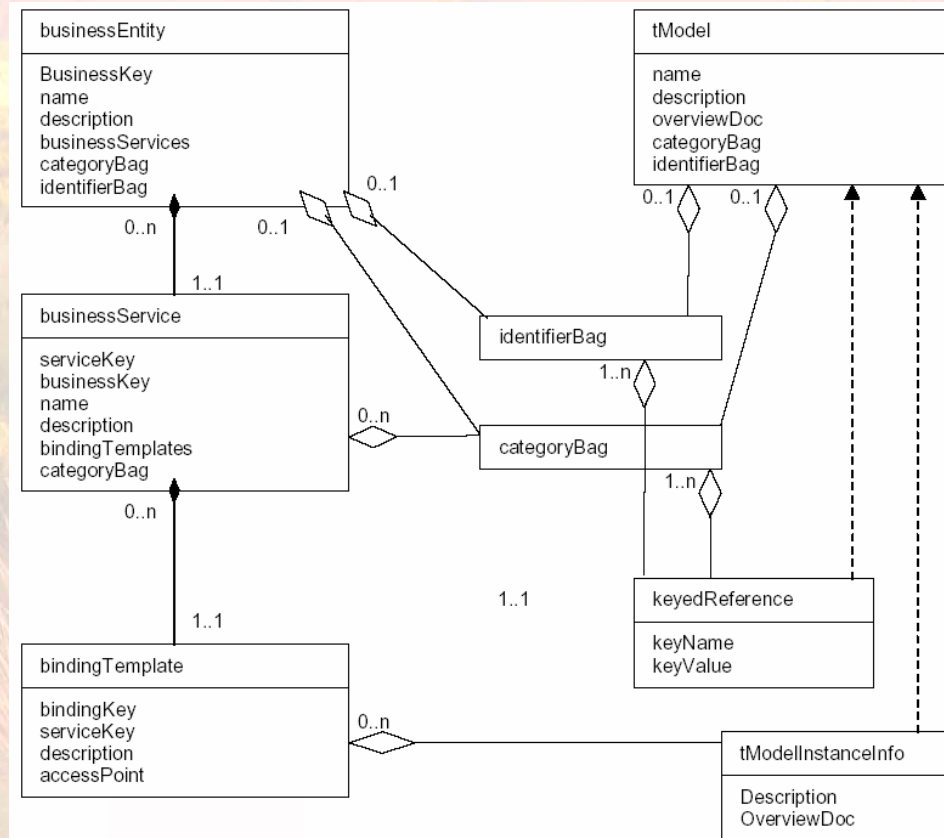 businessEntity
BusinessKey
name
description
businessServices
categoryBag
identifierBag
tModel
name
description
overviewDoc
categoryBag
identifierBag
0..1
0..1
0..1
0..1
0..n
1..1
businessService
serviceKey
businessKey
name
description
bindingTemplates
categoryBag
identifierBag
1..n
0..n
categoryBag
1..n
0..n
1..1
1..1
keyedReference
keyName
keyValue
bindingTemplate
bindingKey
serviceKey
description
accessPoint
0..n
tModelInstanceInfo
Description
OverviewDoc